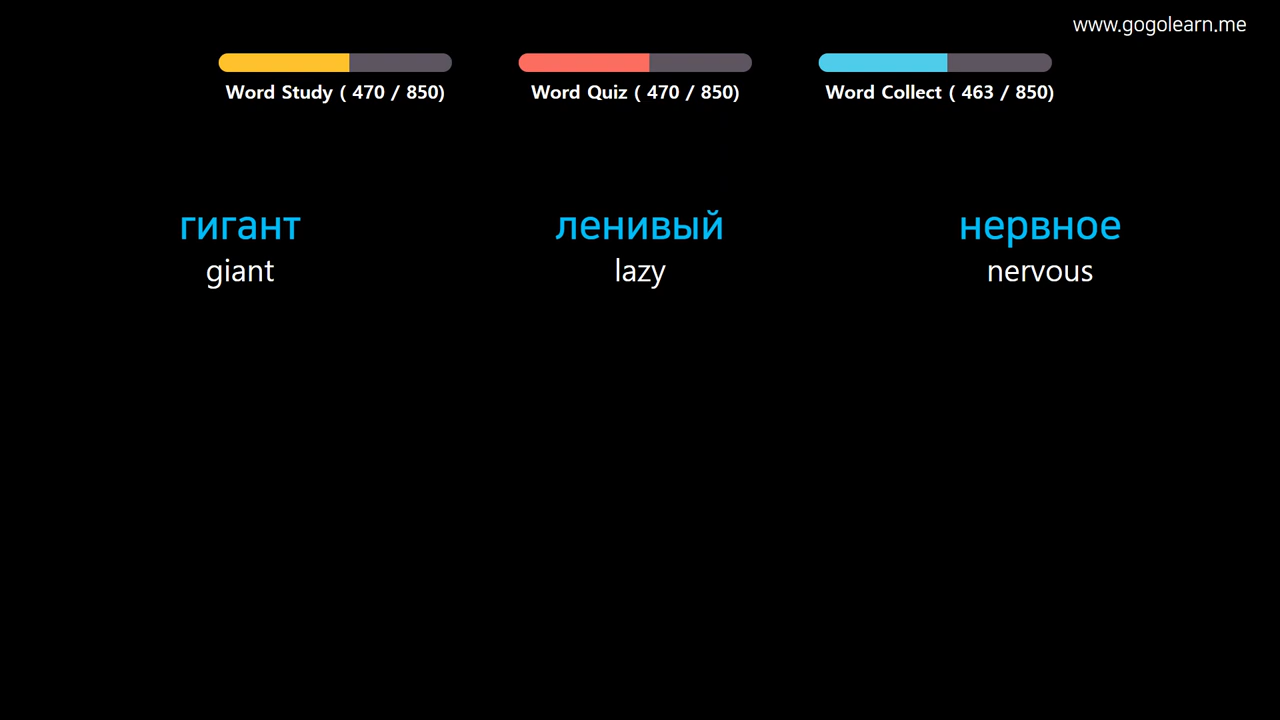 www.gogolearn.me
Word Study ( 470 / 850)
Word Quiz ( 470 / 850)
Word Collect ( 463 / 850)
гигант
giant
ленивый
lazy
нервное
nervous